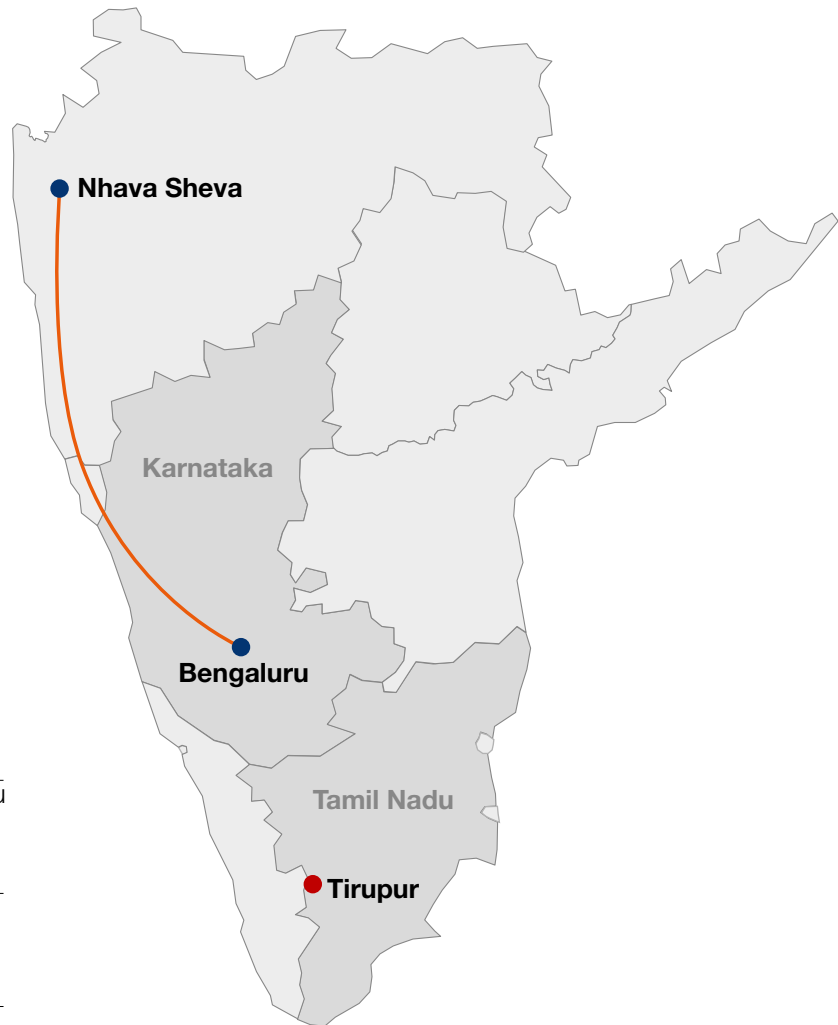 Nhava Sheva
Karnataka
Bengaluru
Tamil Nadu
u
Tirupur